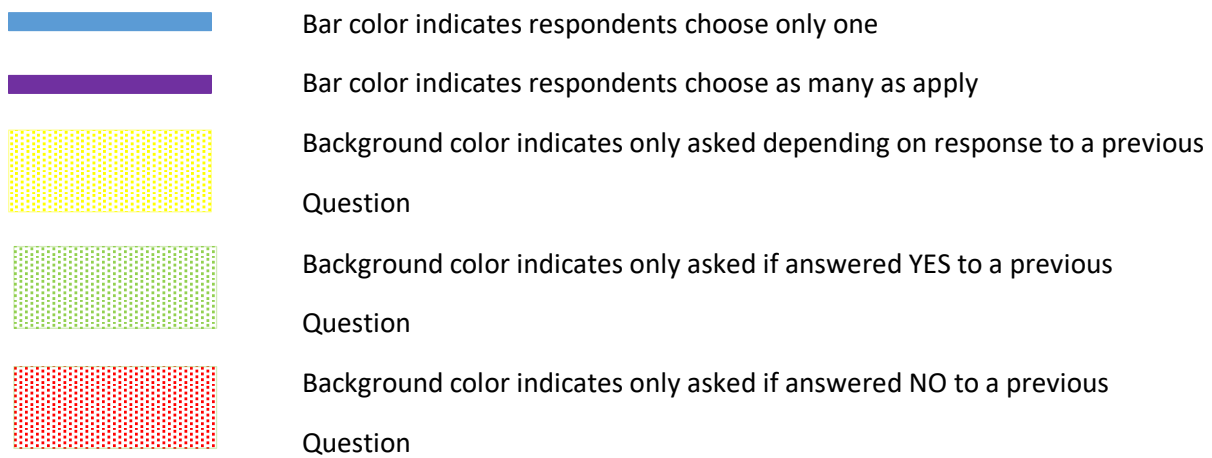 Bar color indicates respondents choose only one
Bar color indicates respondents choose as many as apply
Background color indicates only asked depending on response to a previous
Question
Background color indicates only asked if answered YES to a previous
Question
Background color indicates only asked if answered NO to a previous
Question